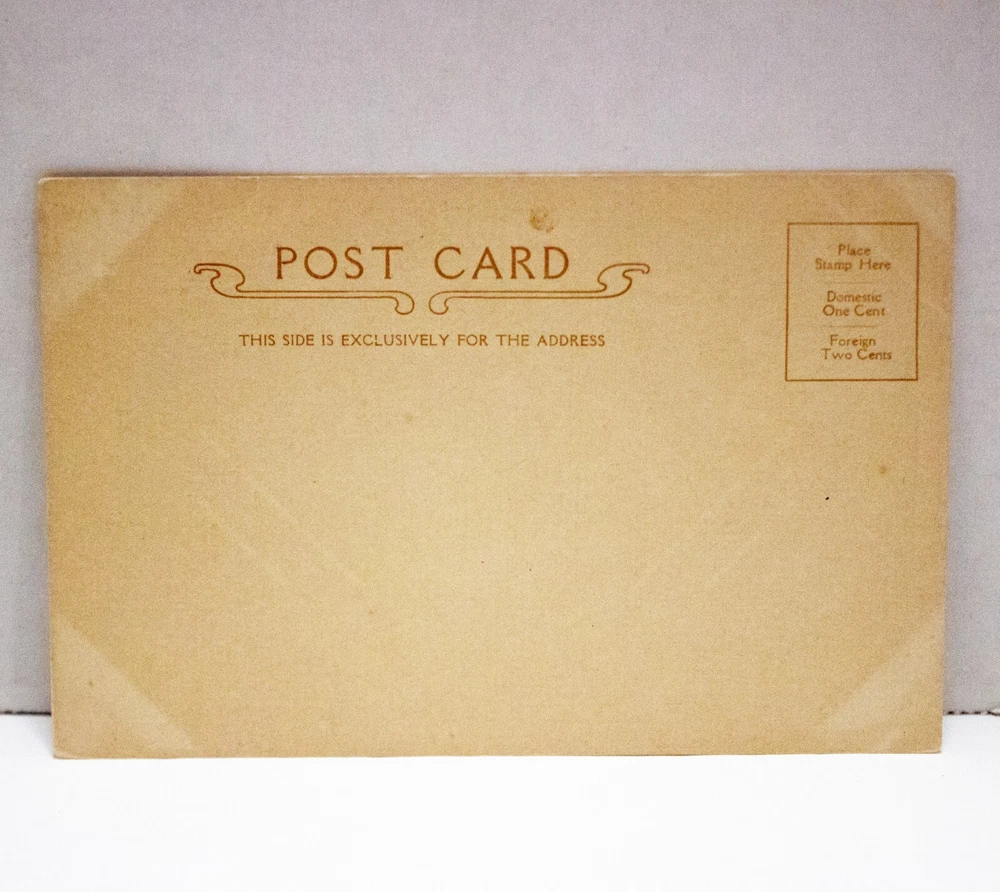 POST CARD
THIS SIDE IS EXCLUSIVELY FOR THE ADDRESS
Place
Stamp Here
Domestic
One Cent
Foreign
Two Cents